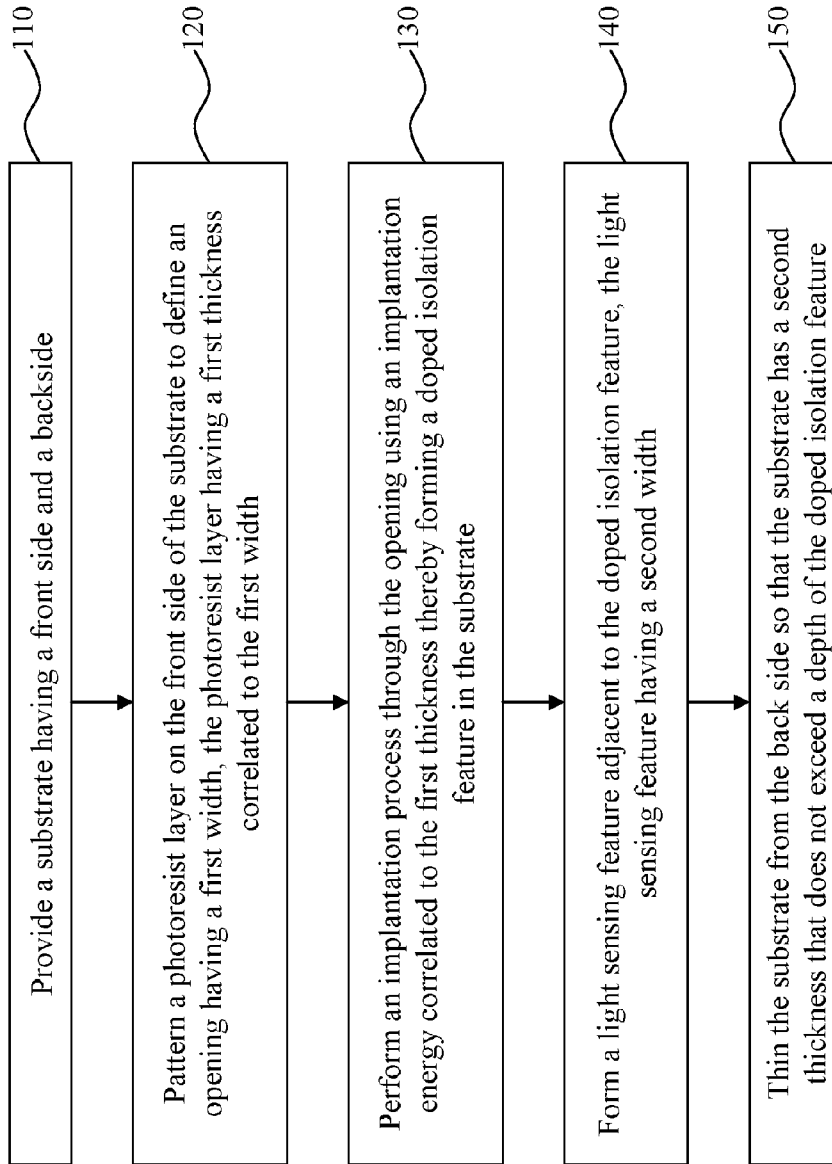 110
Provide a substrate having a front side and a backside
120
Pattern a photoresist layer on the front side of the substrate to define an
opening having a first width, the photoresist layer having a first thickness
correlated to the first width
130
Perform an implantation process through the opening using an implantation
energy correlated to the first thickness thereby forming a doped isolation
feature in the substrate
140
Form a light sensing feature adjacent to the doped isolation feature, the light
sensing feature having a second width
150
Thin the substrate from the back side so that the substrate has a second
thickness that does not exceed a depth of the doped isolation feature